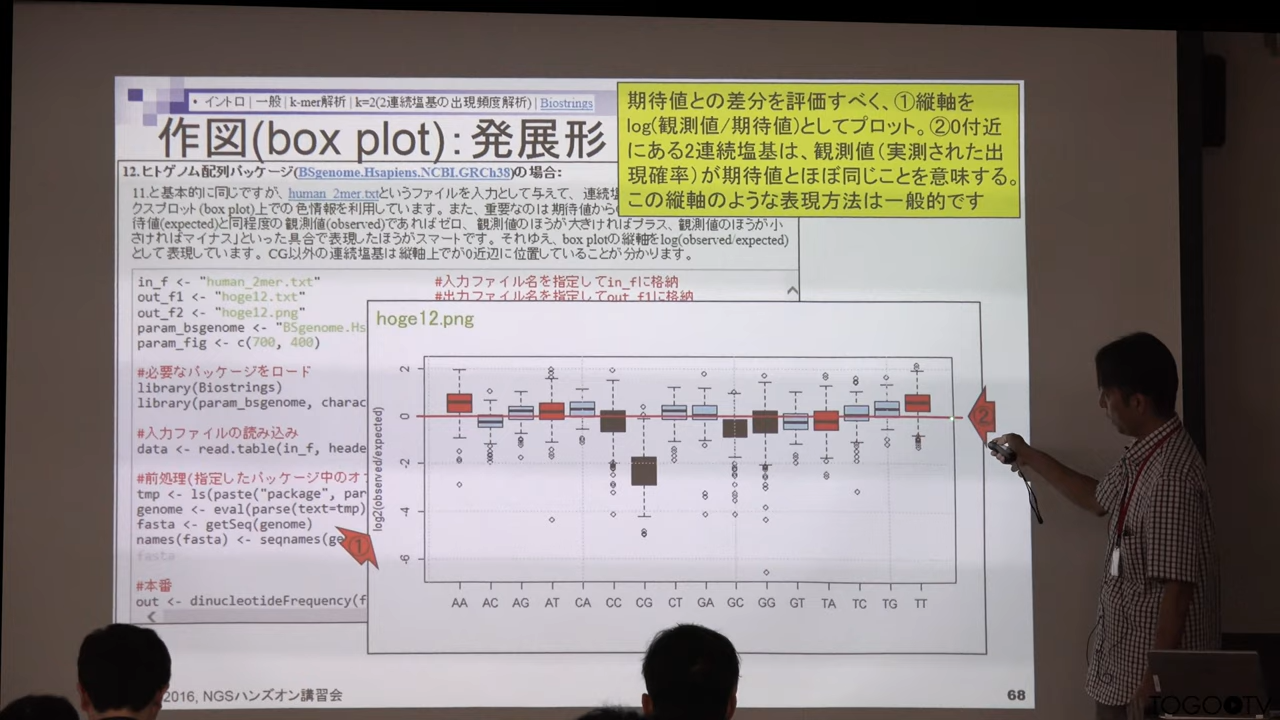 • イントロ | 一般 | k-mer解析 | k=2(2連続塩基の出現頻度解析) | Biostrings
作図(box plot)：発展形
期待値との差分を評価すべく、①縦軸を
log(観測値/期待値)としてプロット。②0付近
にある2連続塩基は、観測値（実測された出
現確率）が期待値とほぼ同じことを意味する。
この縦軸のような表現方法は一般的です
12.ヒトゲノム配列パッケージ(BSgenome.Hsapiens.NCBI.GRCh38)の場合:
11.と基本的に同じですが、human_2mer.txtというファイルを入力として与えて、連続塩
クスプロット(box plot)上での色情報を利用しています。また、重要なのは期待値から
待値(expected)と同程度の観測値(observed)であればゼロ、観測値のほうが大きければプラス、観測値のほうが小
さければマイナス」といった具合で表現したほうがスマートです。それゆえ、box plotの縦軸をlog(observed/expected)
として表現しています。CG以外の連続塩基は縦軸上でが0近辺に位置していることが分かります。
in_f <- "human_2mer.txt" #入力ファイル名を指定してin_fに格納
out_f1 <- "hoge12.txt" #出力ファイル名を指定してout_f1に格納
out_f2 <- "hoge12.png"
param_bsgenome <- "BSgenome.Hs
param_fig <- c(700, 400)
#必要なパッケージをロード
library(Biostrings)
library(param_bsgenome, charac
#入力ファイルの読み込み
data <- read.table(in_f, heade
#前処理(指定したパッケージ中のオ
tmp <- ls(paste("package", par
genome <- eval(parse(text=tmp)
fasta <- getSeq(genome)
names(fasta) <- seqnames(ge
fasta
#本番
out <- dinucleotideFrequency(f
hoge12.png
log2(observed/expected)
2
0
-2
-4
-6
AA AC AG AT CA CC CG CT GA GC GG GT TA TC TG TT
①
②
2016, NGSハンズオン講習会
68
TOGOTV